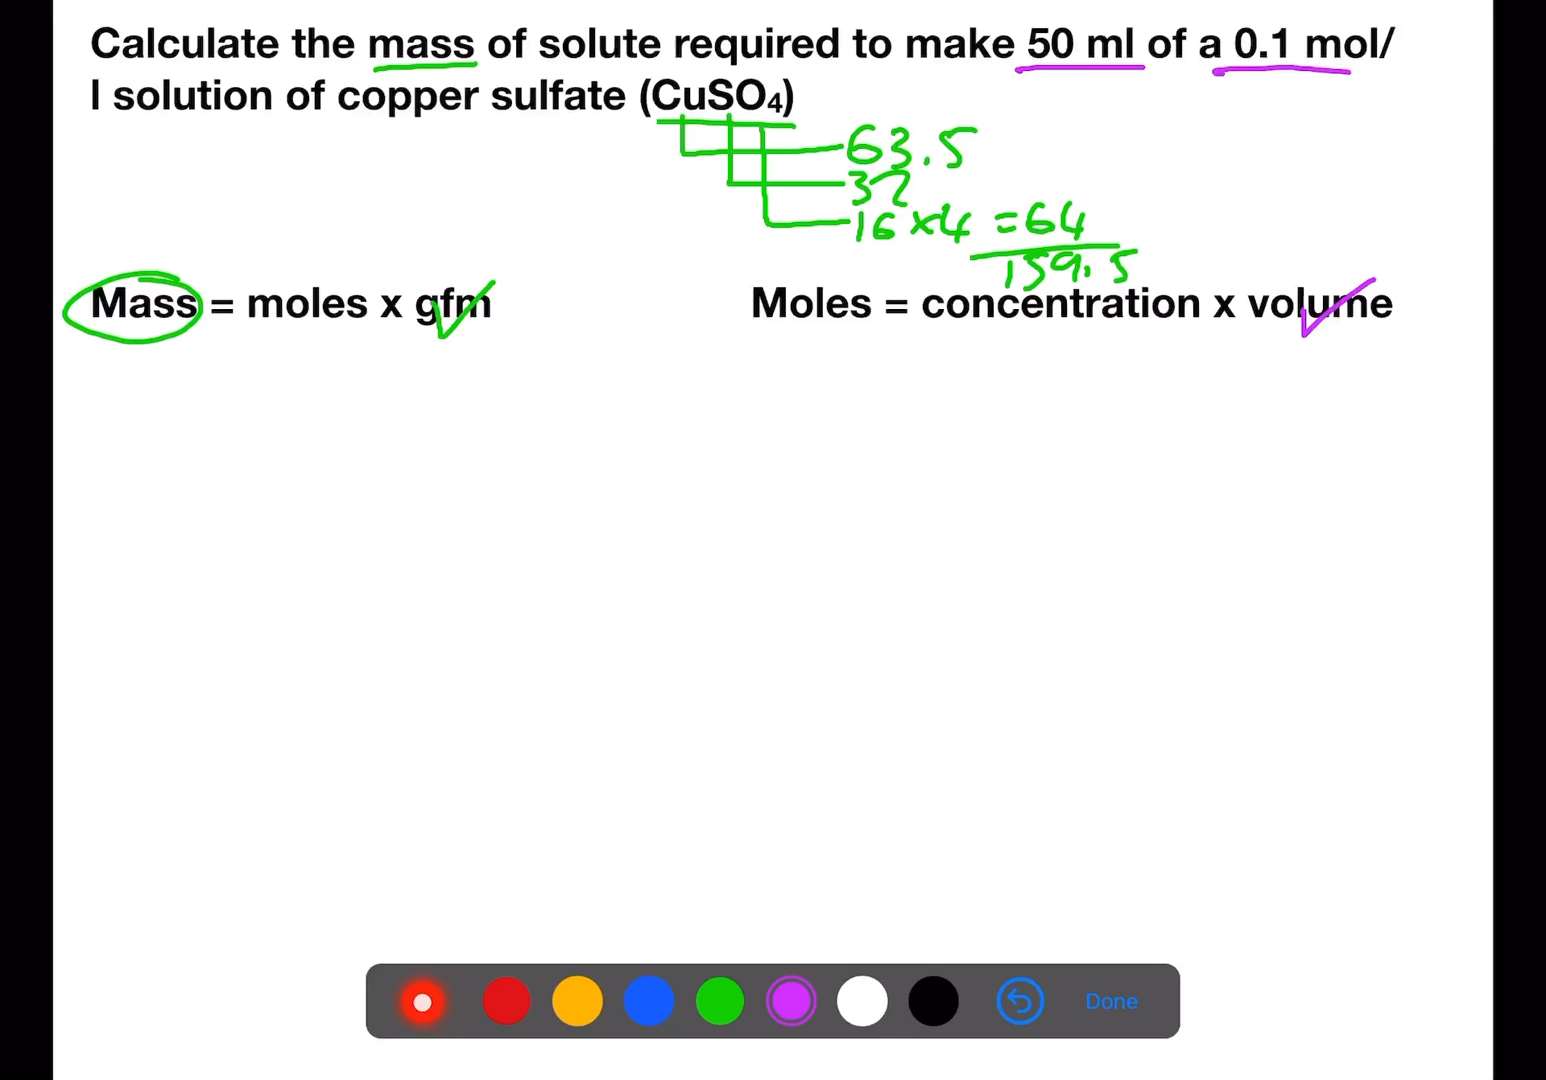 Calculate the mass of solute required to make 50 ml of a 0.1 mol/
l solution of copper sulfate (CuSO₄)
63.5
32
16 x4 = 64
159.5
Mass = moles x gfm
Moles = concentration x volume
Done